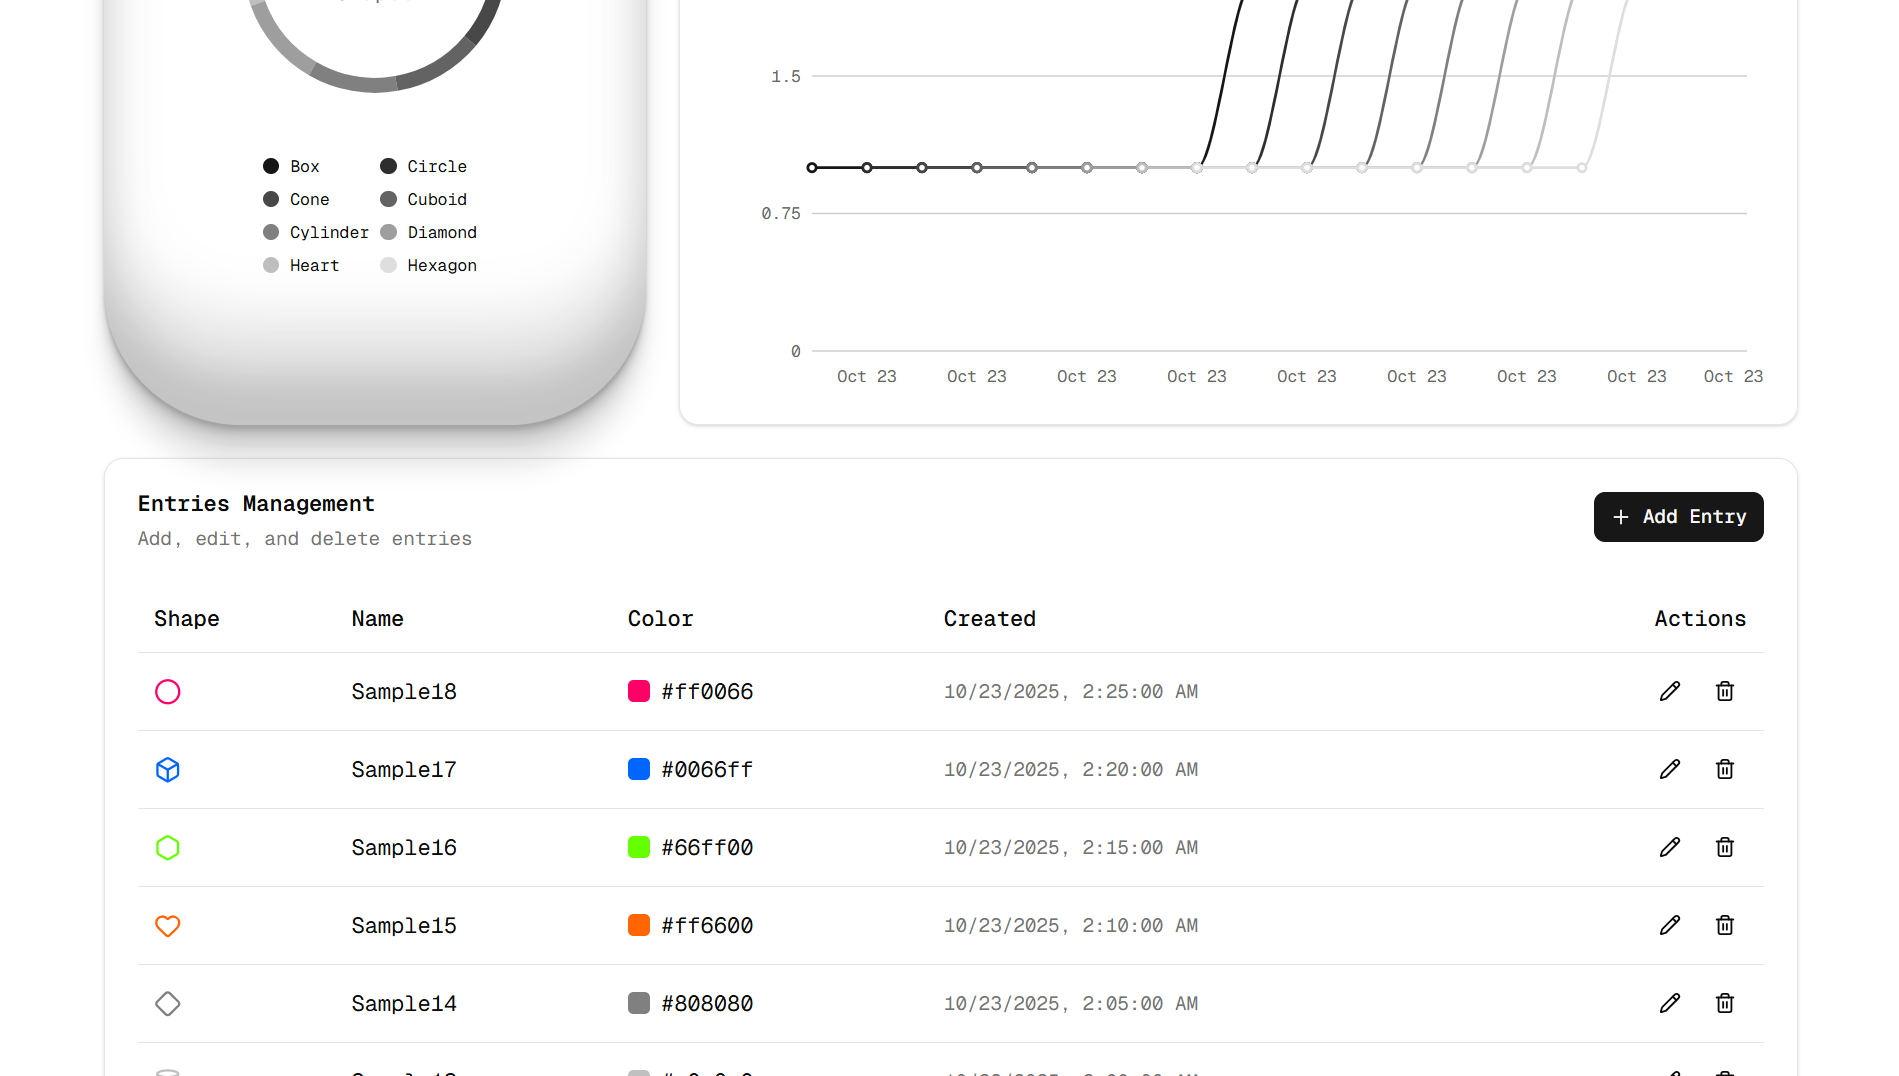 Box
Circle
Cone
Cuboid
Cylinder
Diamond
Heart
Hexagon
1.5
0.75
0
Oct 23 Oct 23 Oct 23 Oct 23 Oct 23 Oct 23 Oct 23 Oct 23 Oct 23
Entries Management
Add, edit, and delete entries
+ Add Entry
Shape Name Color Created Actions
Sample18 #ff0066 10/23/2025, 2:25:00 AM
Sample17 #0066ff 10/23/2025, 2:20:00 AM
Sample16 #66ff00 10/23/2025, 2:15:00 AM
Sample15 #ff6600 10/23/2025, 2:10:00 AM
Sample14 #808080 10/23/2025, 2:05:00 AM